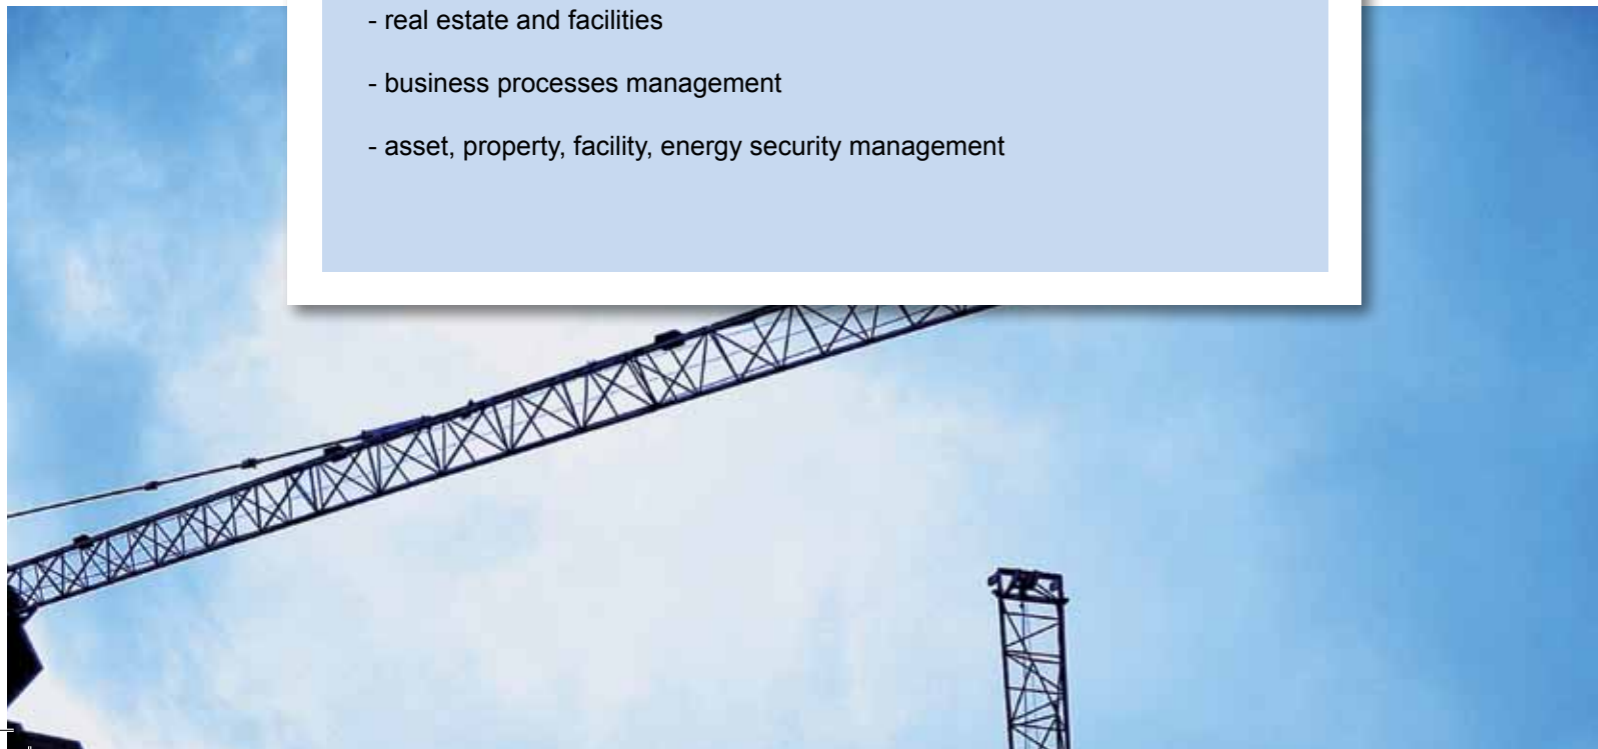 - real estate and facilities
- business processes management
- asset, property, facility, energy security management